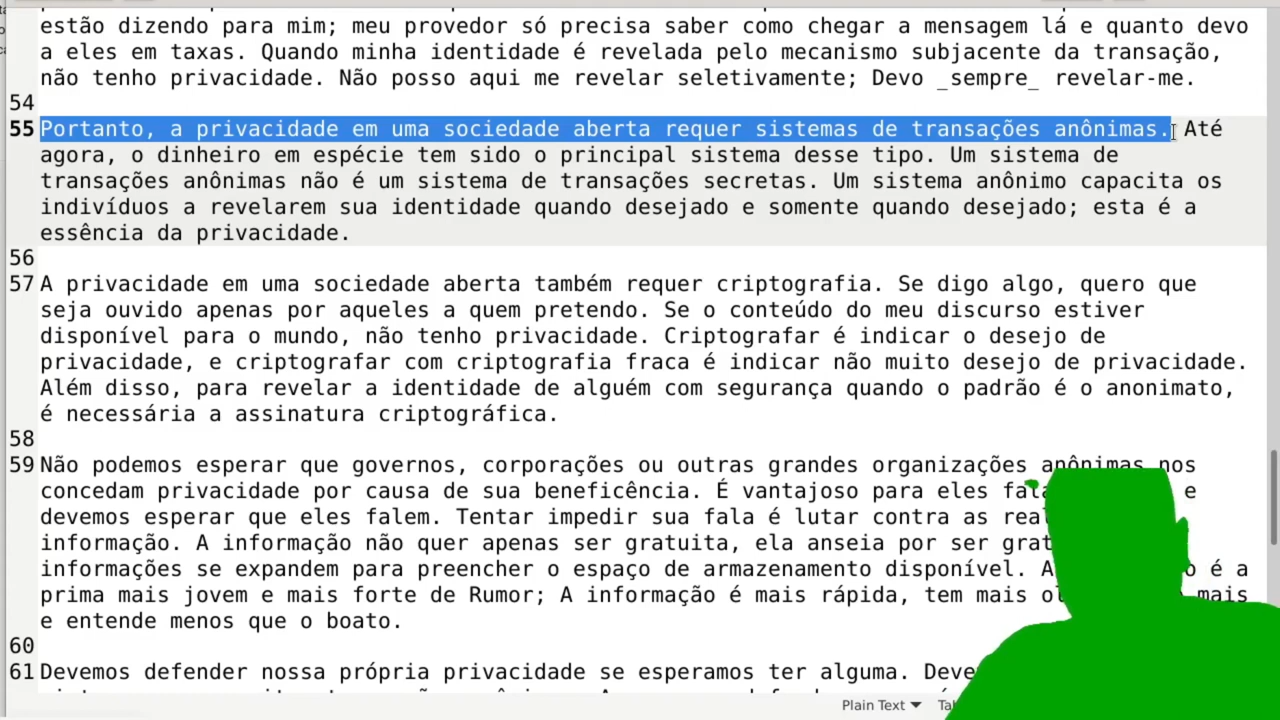 estão dizendo para mim; meu provedor só precisa saber como chegar a mensagem lá e quanto devo
a eles em taxas. Quando minha identidade é revelada pelo mecanismo subjacente da transação,
não tenho privacidade. Não posso aqui me revelar seletivamente; Devo _sempre_ revelar-me.
54
55 Portanto, a privacidade em uma sociedade aberta requer sistemas de transações anônimas. Até
agora, o dinheiro em espécie tem sido o principal sistema desse tipo. Um sistema de
transações anônimas não é um sistema de transações secretas. Um sistema anônimo capacita os
indivíduos a revelarem sua identidade quando desejado e somente quando desejado; esta é a
essência da privacidade.
56
57 A privacidade em uma sociedade aberta também requer criptografia. Se digo algo, quero que
seja ouvido apenas por aqueles a quem pretendo. Se o conteúdo do meu discurso estiver
disponível para o mundo, não tenho privacidade. Criptografar é indicar o desejo de
privacidade, e criptografar com criptografia fraca é indicar não muito desejo de privacidade.
Além disso, para revelar a identidade de alguém com segurança quando o padrão é o anonimato,
é necessária a assinatura criptográfica.
58
59 Não podemos esperar que governos, corporações ou outras grandes organizações anônimas nos
concedam privacidade por causa de sua beneficência. É vantajoso para eles e
devemos esperar que eles falem. Tentar impedir sua fala é lutar contra as
informação. A informação não quer apenas ser gratuita, ela anseia por ser
informações se expandem para preencher o espaço de armazenamento disponível. é a
prima mais jovem e mais forte de Rumor; A informação é mais rápida, tem mais mais
e entende menos que o boato.
60
61 Devemos defender nossa própria privacidade se esperamos ter alguma.
Plain Text